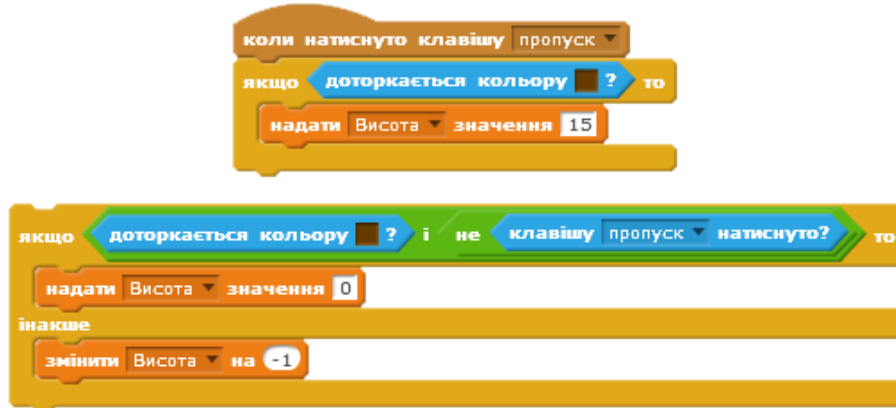 коли натиснуто клавішу пропуск
якщо доторкається кольору ? то
надати Висота значення 15
якщо доторкається кольору ? і не клавішу пропуск натиснуто? то
надати Висота значення 0
інакше
змінити Висота на -1